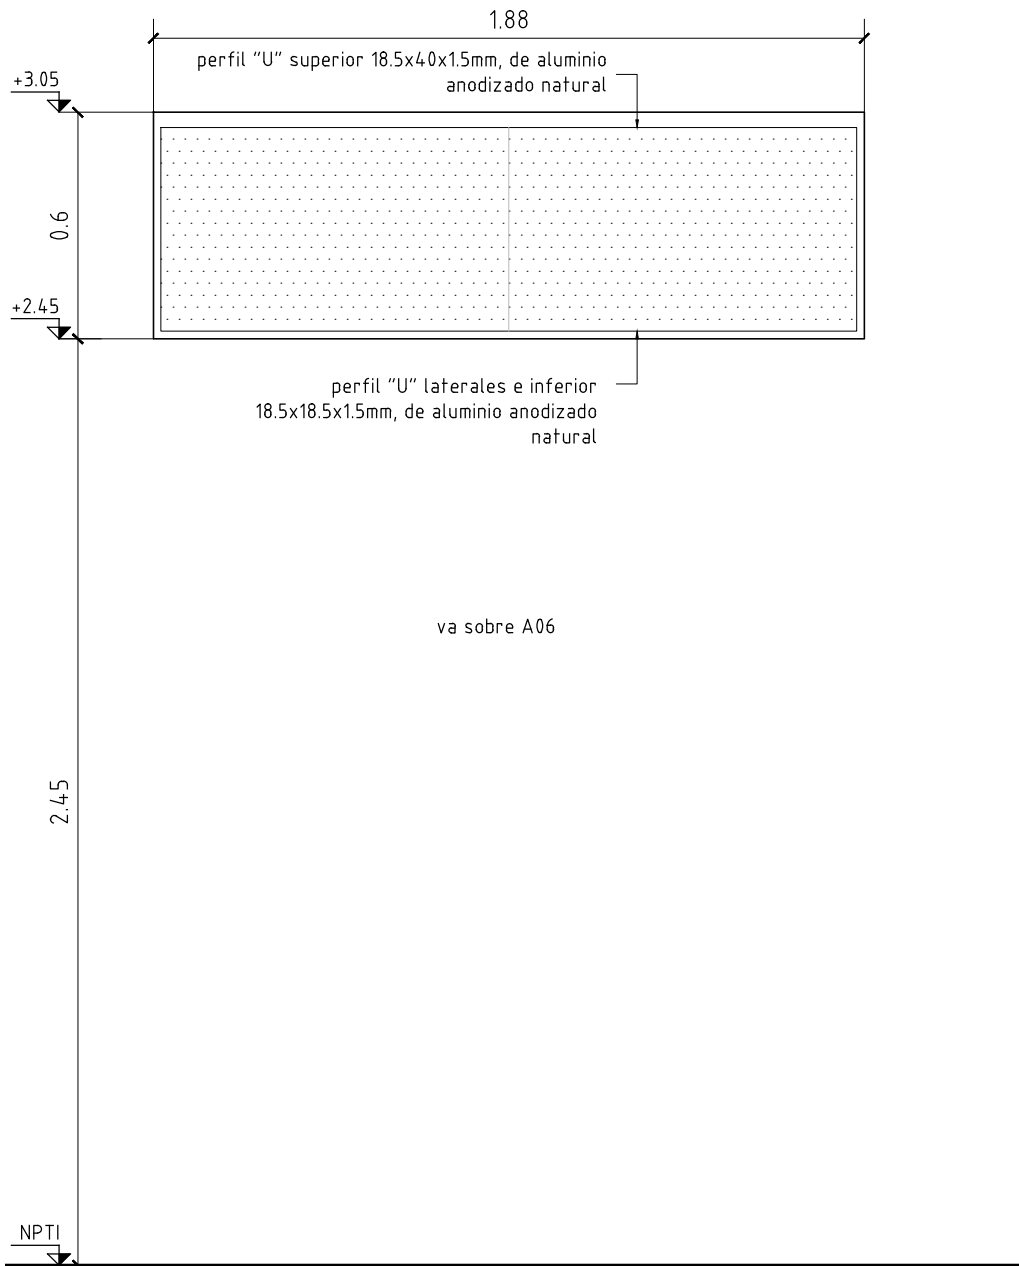 1.88
perfil "U" superior 18.5x40x1.5mm, de aluminio
anodizado natural
+3.05
0.6
+2.45
perfil "U" laterales e inferior
18.5x18.5x1.5mm, de aluminio anodizado
natural
va sobre A06
2.45
NPTI